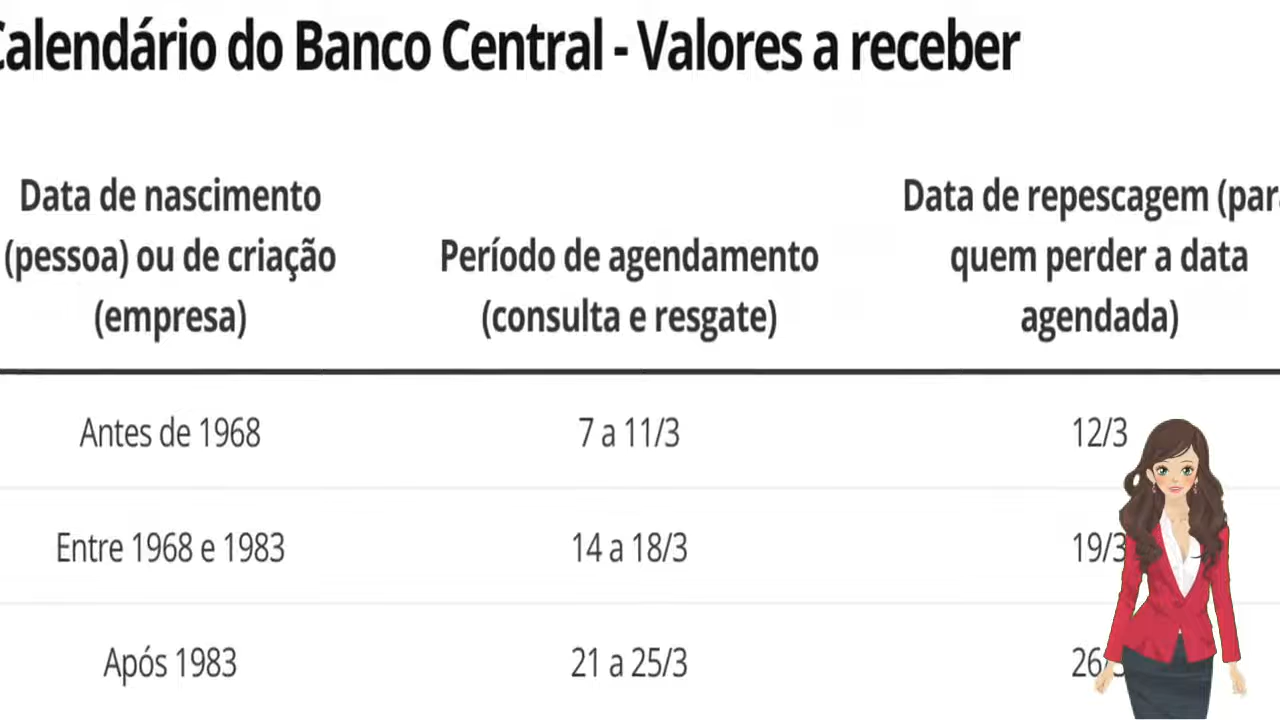 Calendário do Banco Central - Valores a receber
Data de nascimento
(pessoa) ou de criação
(empresa)
Período de agendamento
(consulta e resgate)
Data de repescagem (para
quem perder a data
agendada)
Antes de 1968
7 a 11/3
12/3
Entre 1968 e 1983
14 a 18/3
19/3
Após 1983
21 a 25/3